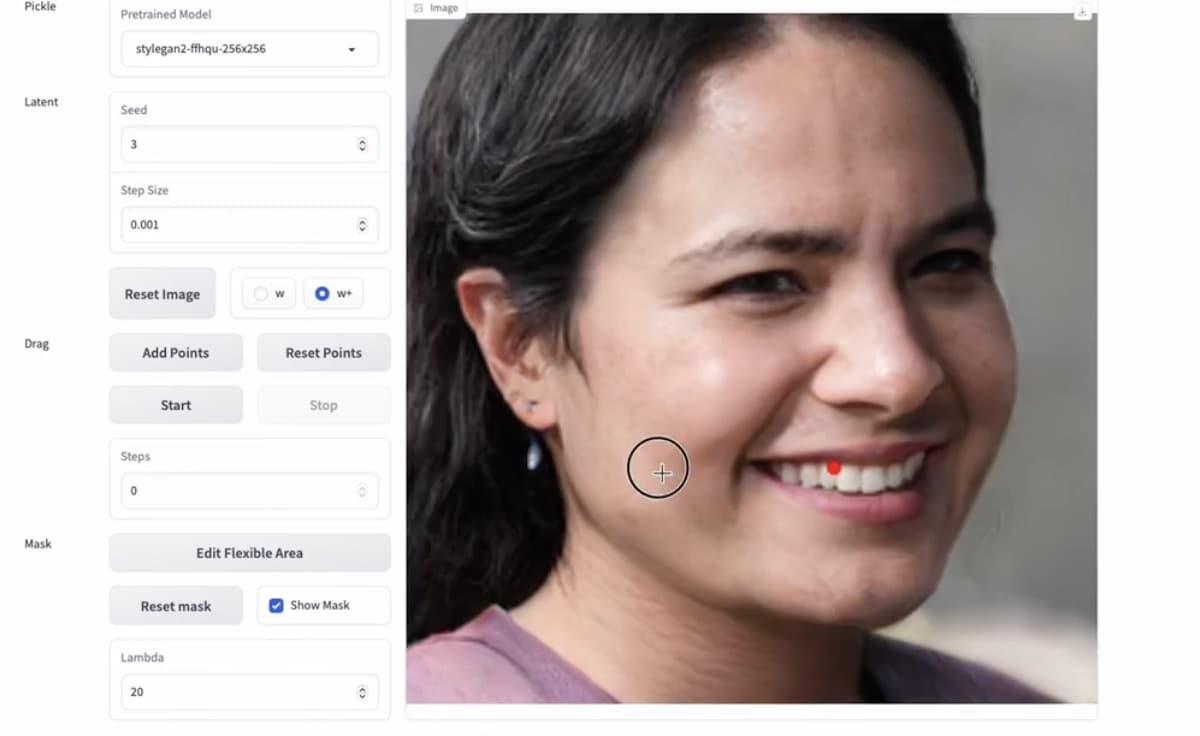 Pickle
Pretrained Model
stylegan2-ffhqu-256x256
Latent
Seed
3
Step Size
0.001
Reset Image
w
w+
Drag
Add Points
Reset Points
Start
Stop
Steps
0
Mask
Edit Flexible Area
Reset mask
Show Mask
Lambda
20
Image